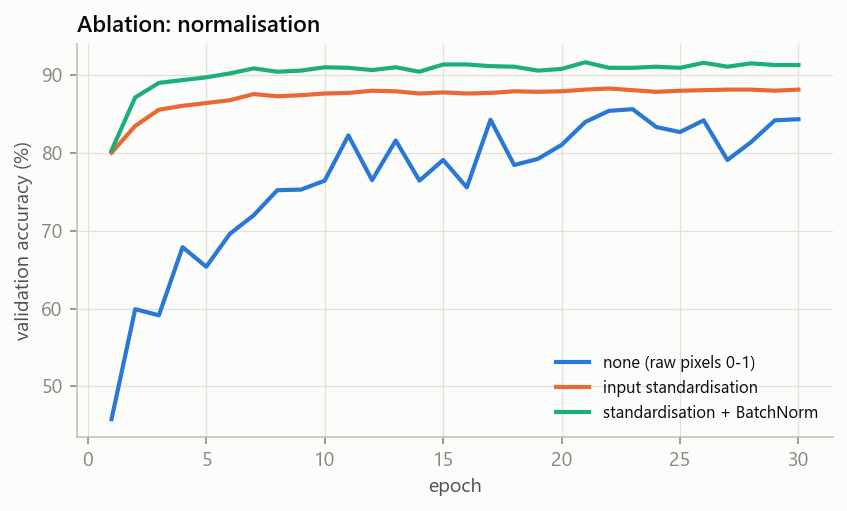 Ablation: normalisation
validation accuracy (%)
90
80
70
60
50
none (raw pixels 0-1)
input standardisation
standardisation + BatchNorm
0 5 10 15 20 25 30
epoch